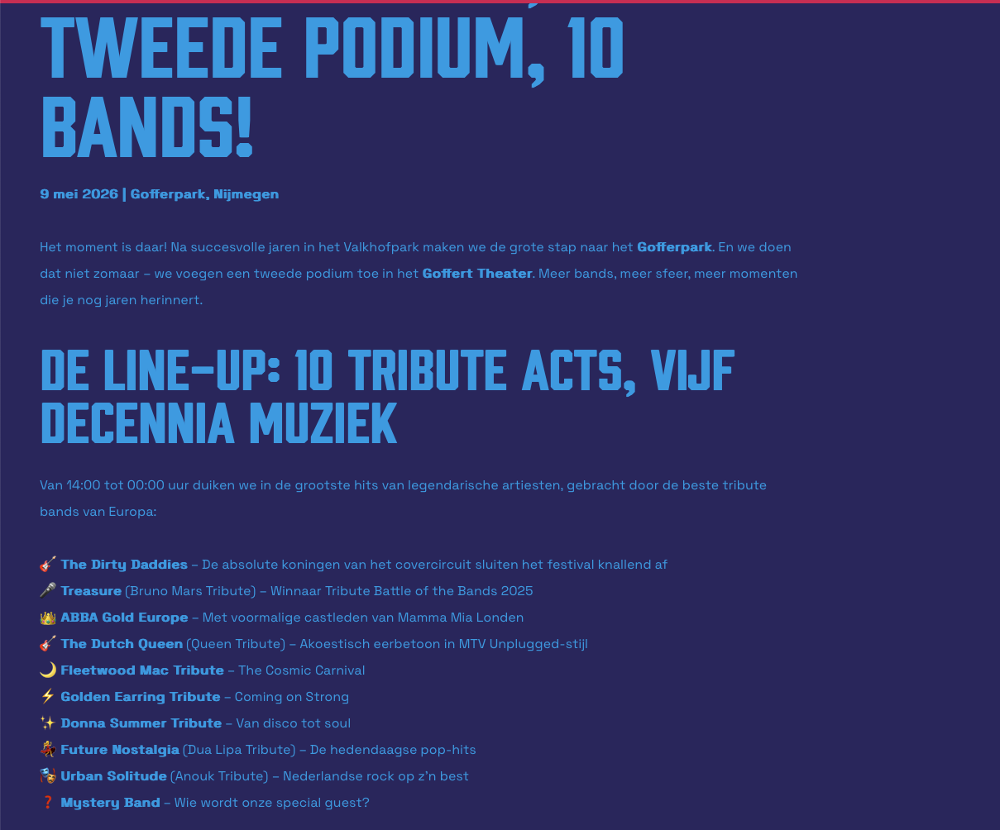 TWEEDE PODIUM, 10
BANDS!
9 mei 2026 | Gofferpark, Nijmegen
Het moment is daar! Na succesvolle jaren in het Valkhofpark maken we de grote stap naar het Gofferpark. En we doen
dat niet zomaar – we voegen een tweede podium toe in het Goffert Theater. Meer bands, meer sfeer, meer momenten
die je nog jaren herinnert.
DE LINE-UP: 10 TRIBUTE ACTS, VIJF
DECENNIA MUZIEK
Van 14:00 tot 00:00 uur duiken we in de grootste hits van legendarische artiesten, gebracht door de beste tribute
bands van Europa:
🎸 The Dirty Daddies – De absolute koningen van het covercircuit sluiten het festival knallend af
🎤 Treasure (Bruno Mars Tribute) – Winnaar Tribute Battle of the Bands 2025
👑 ABBA Gold Europe – Met voormalige castleden van Mamma Mia Londen
🎸 The Dutch Queen (Queen Tribute) – Akoestisch eerbetoon in MTV Unplugged-stijl
🌙 Fleetwood Mac Tribute – The Cosmic Carnival
⚡ Golden Earring Tribute – Coming on Strong
✨ Donna Summer Tribute – Van disco tot soul
💃 Future Nostalgia (Dua Lipa Tribute) – De hedendaagse pop-hits
🎭 Urban Solitude (Anouk Tribute) – Nederlandse rock op z'n best
❓ Mystery Band – Wie wordt onze special guest?